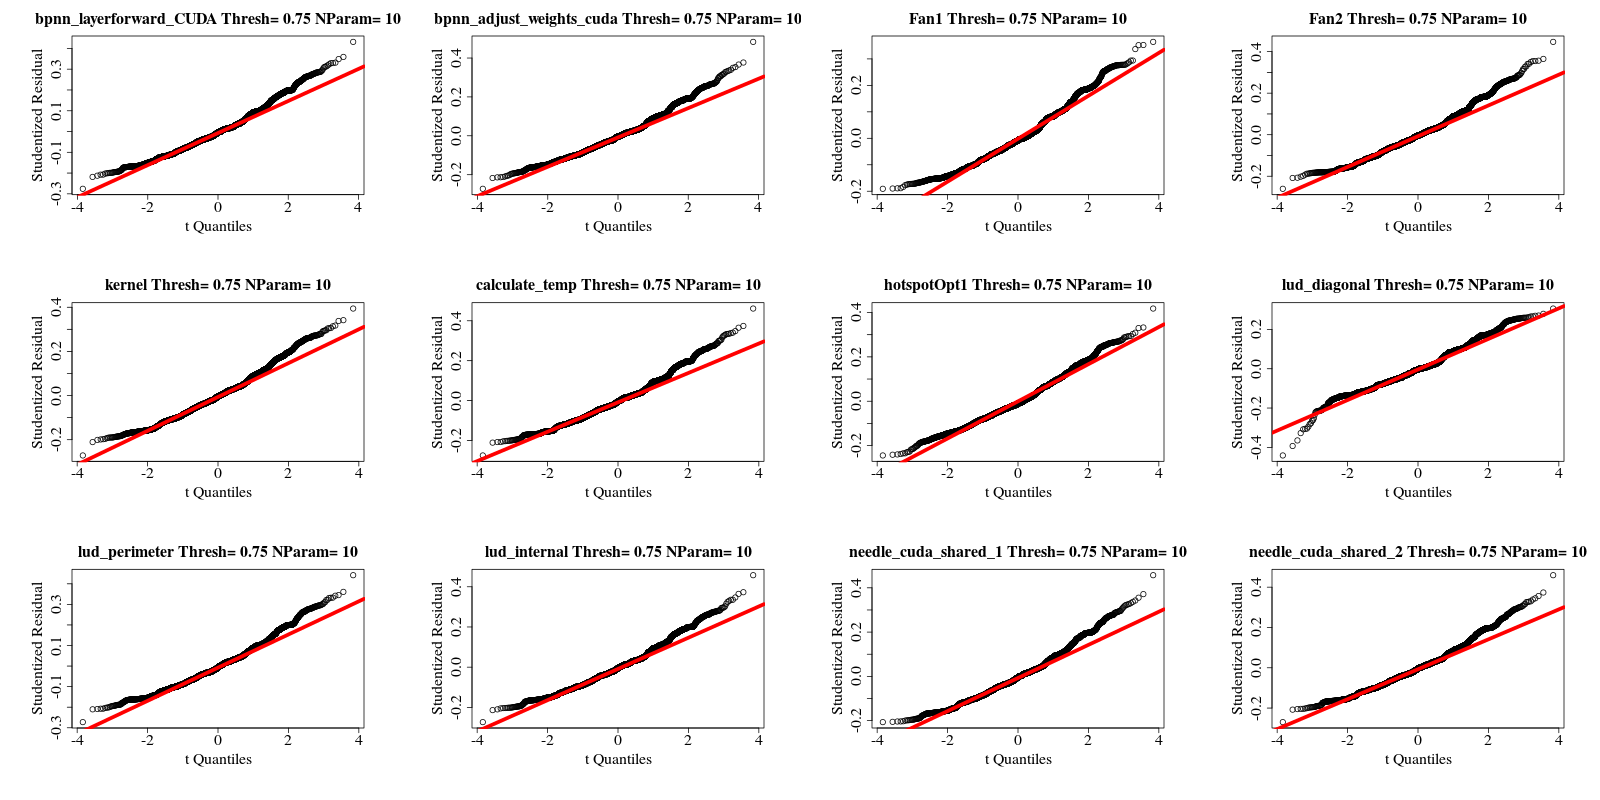 bpnn_layerforward_CUDA Thresh= 0.75 NParam= 10
Studentized Residual
-0.3 -0.1 0.1 0.3
-4 -2 0 2 4
t Quantiles
bpnn_adjust_weights_cuda Thresh= 0.75 NParam= 10
Studentized Residual
-0.2 0.0 0.2 0.4
-4 -2 0 2 4
t Quantiles
Fan1 Thresh= 0.75 NParam= 10
Studentized Residual
-0.2 0.0 0.2
-4 -2 0 2 4
t Quantiles
Fan2 Thresh= 0.75 NParam= 10
Studentized Residual
-0.2 0.0 0.2 0.4
-4 -2 0 2 4
t Quantiles
kernel Thresh= 0.75 NParam= 10
Studentized Residual
-0.2 0.0 0.2 0.4
-4 -2 0 2 4
t Quantiles
calculate_temp Thresh= 0.75 NParam= 10
Studentized Residual
-0.2 0.0 0.2 0.4
-4 -2 0 2 4
t Quantiles
hotspotOpt1 Thresh= 0.75 NParam= 10
Studentized Residual
-0.2 0.0 0.2 0.4
-4 -2 0 2 4
t Quantiles
lud_diagonal Thresh= 0.75 NParam= 10
Studentized Residual
-0.4 -0.2 0.0 0.2
-4 -2 0 2 4
t Quantiles
lud_perimeter Thresh= 0.75 NParam= 10
Studentized Residual
-0.3 -0.1 0.1 0.3
-4 -2 0 2 4
t Quantiles
lud_internal Thresh= 0.75 NParam= 10
Studentized Residual
-0.2 0.0 0.2 0.4
-4 -2 0 2 4
t Quantiles
needle_cuda_shared_1 Thresh= 0.75 NParam= 10
Studentized Residual
-0.2 0.0 0.2 0.4
-4 -2 0 2 4
t Quantiles
needle_cuda_shared_2 Thresh= 0.75 NParam= 10
Studentized Residual
-0.2 0.0 0.2 0.4
-4 -2 0 2 4
t Quantiles